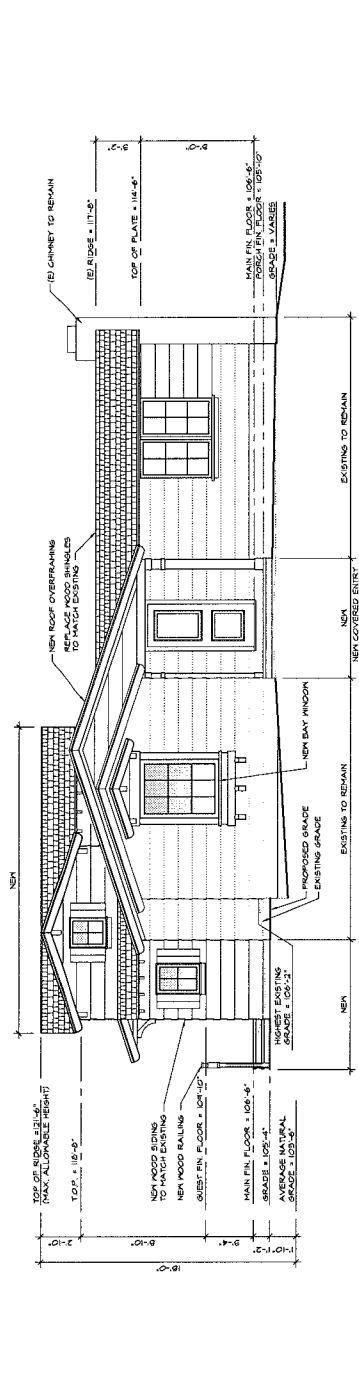 NEW
TOP OF RIDGE =121'-6"
(MAX. ALLOWABLE HEIGHT)
T.O.P. = 118'-8"
NEW WOOD SIDING
TO MATCH EXISTING
NEW WOOD RAILING
GUEST FIN. FLOOR = 109'-10"
MAIN FIN. FLOOR = 106'-6"
GRADE = 105'-4"
AVERAGE NATURAL
GRADE = 103'-6"
18'-0"
2'-10"
8'-10"
3'-4"
1'-2"
1'-10"
HIGHEST EXISTING
GRADE = 106'-2"
PROPOSED GRADE
EXISTING GRADE
NEW BAY WINDOW
NEW ROOF OVERFRAMING
REPLACE WOOD SHINGLES
TO MATCH EXISTING
(E) CHIMNEY TO REMAIN
(E) RIDGE = 117'-8"
TOP OF PLATE = 114'-6"
MAIN FIN. FLOOR = 106'-6"
PORCH FIN. FLOOR = 105'-10"
GRADE = VARIES
3'-2"
8'-0"
NEW
EXISTING TO REMAIN
NEW
NEW COVERED ENTRY
EXISTING TO REMAIN